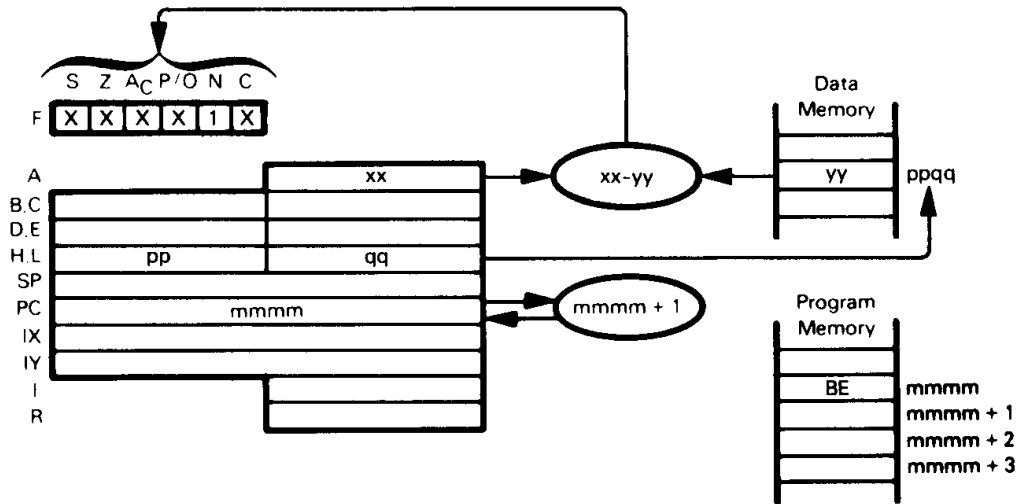 S Z AC P/O N C
F X X X X 1 X
Data
Memory
A xx
xx-yy
yy ppqq
B.C
D.E
H.L pp qq
SP
PC mmmm
mmmm + 1
IX
IY
I
R
Program
Memory
BE mmmm
mmmm + 1
mmmm + 2
mmmm + 3